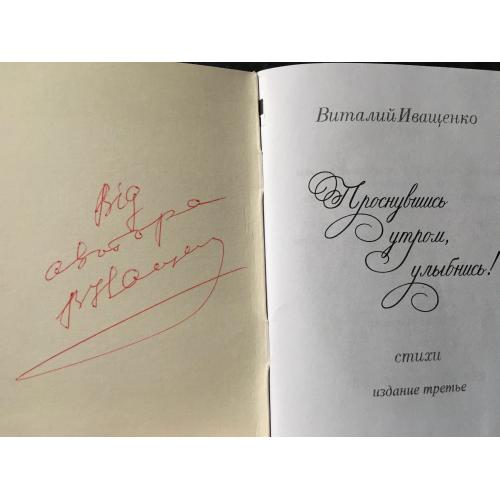 Від
автора
Виталий Иващенко
Проснувшись
утром,
улыбнись!
стихи
издание третье